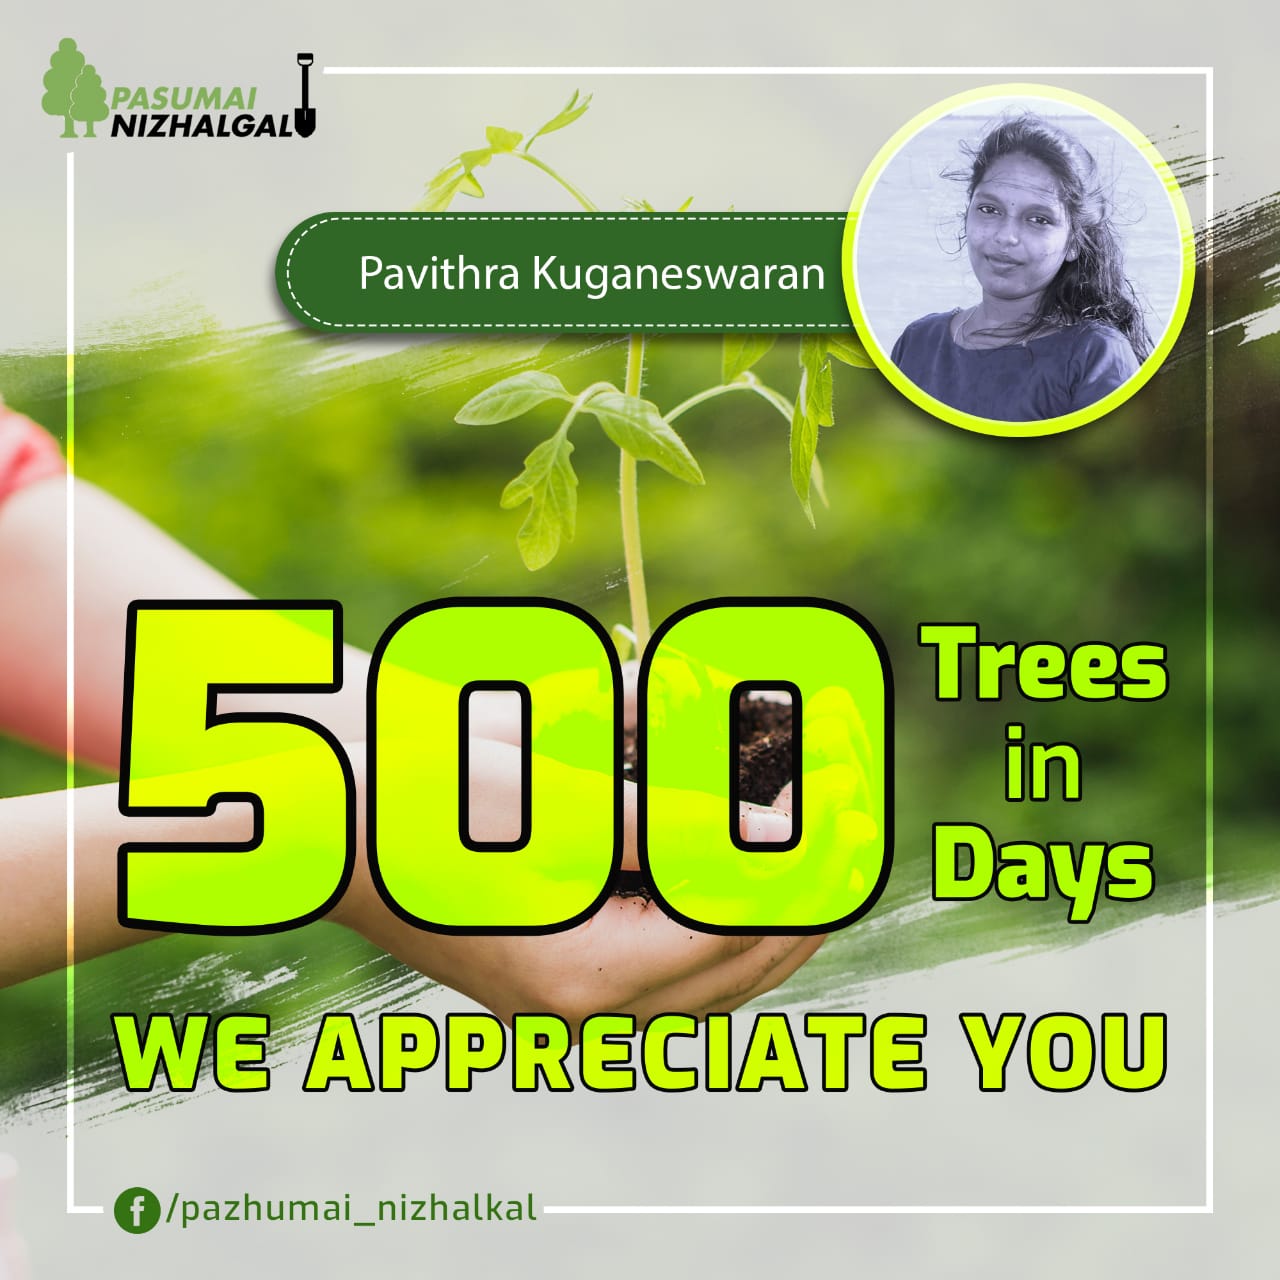 PASUMAI
NIZHALGAL
Pavithra Kuganeswaran
500
Trees
in
Days
WE APPRECIATE YOU
f/pazhumai_nizhalkal